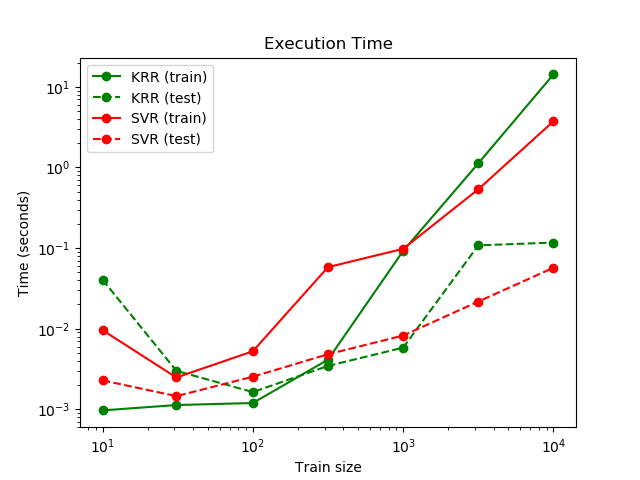 Execution Time
KRR (train)
KRR (test)
SVR (train)
SVR (test)
10¹
10⁰
10⁻¹
10⁻²
10⁻³
Time (seconds)
10¹ 10² 10³ 10⁴
Train size